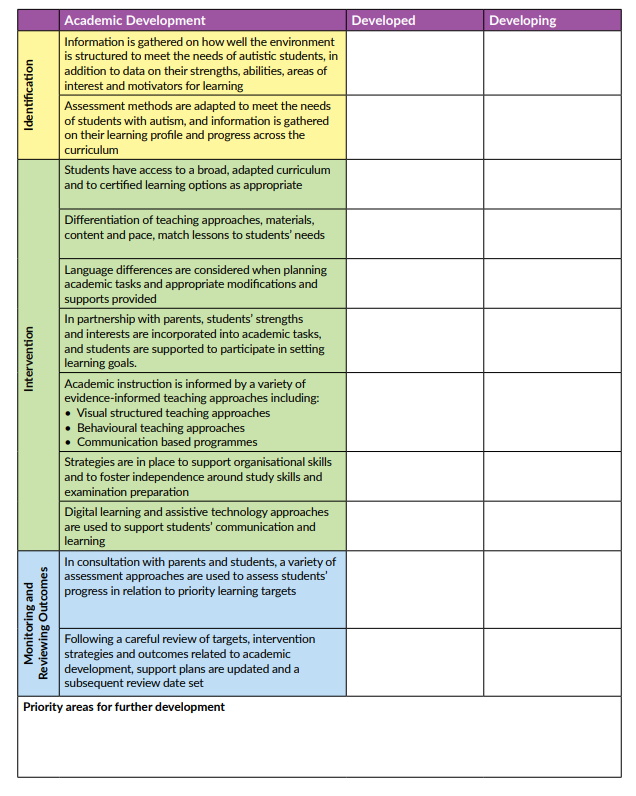 Academic Development
Developed
Developing
Identification
Information is gathered on how well the environment
is structured to meet the needs of autistic students, in
addition to data on their strengths, abilities, areas of
interest and motivators for learning
Assessment methods are adapted to meet the needs
of students with autism, and information is gathered
on their learning profile and progress across the
curriculum
Intervention
Students have access to a broad, adapted curriculum
and to certified learning options as appropriate
Differentiation of teaching approaches, materials,
content and pace, match lessons to students’ needs
Language differences are considered when planning
academic tasks and appropriate modifications and
supports provided
In partnership with parents, students’ strengths
and interests are incorporated into academic tasks,
and students are supported to participate in setting
learning goals.
Academic instruction is informed by a variety of
evidence-informed teaching approaches including:
• Visual structured teaching approaches
• Behavioural teaching approaches
• Communication based programmes
Strategies are in place to support organisational skills
and to foster independence around study skills and
examination preparation
Digital learning and assistive technology approaches
are used to support students’ communication and
learning
Monitoring and
Reviewing Outcomes
In consultation with parents and students, a variety of
assessment approaches are used to assess students’
progress in relation to priority learning targets
Following a careful review of targets, intervention
strategies and outcomes related to academic
development, support plans are updated and a
subsequent review date set
Priority areas for further development